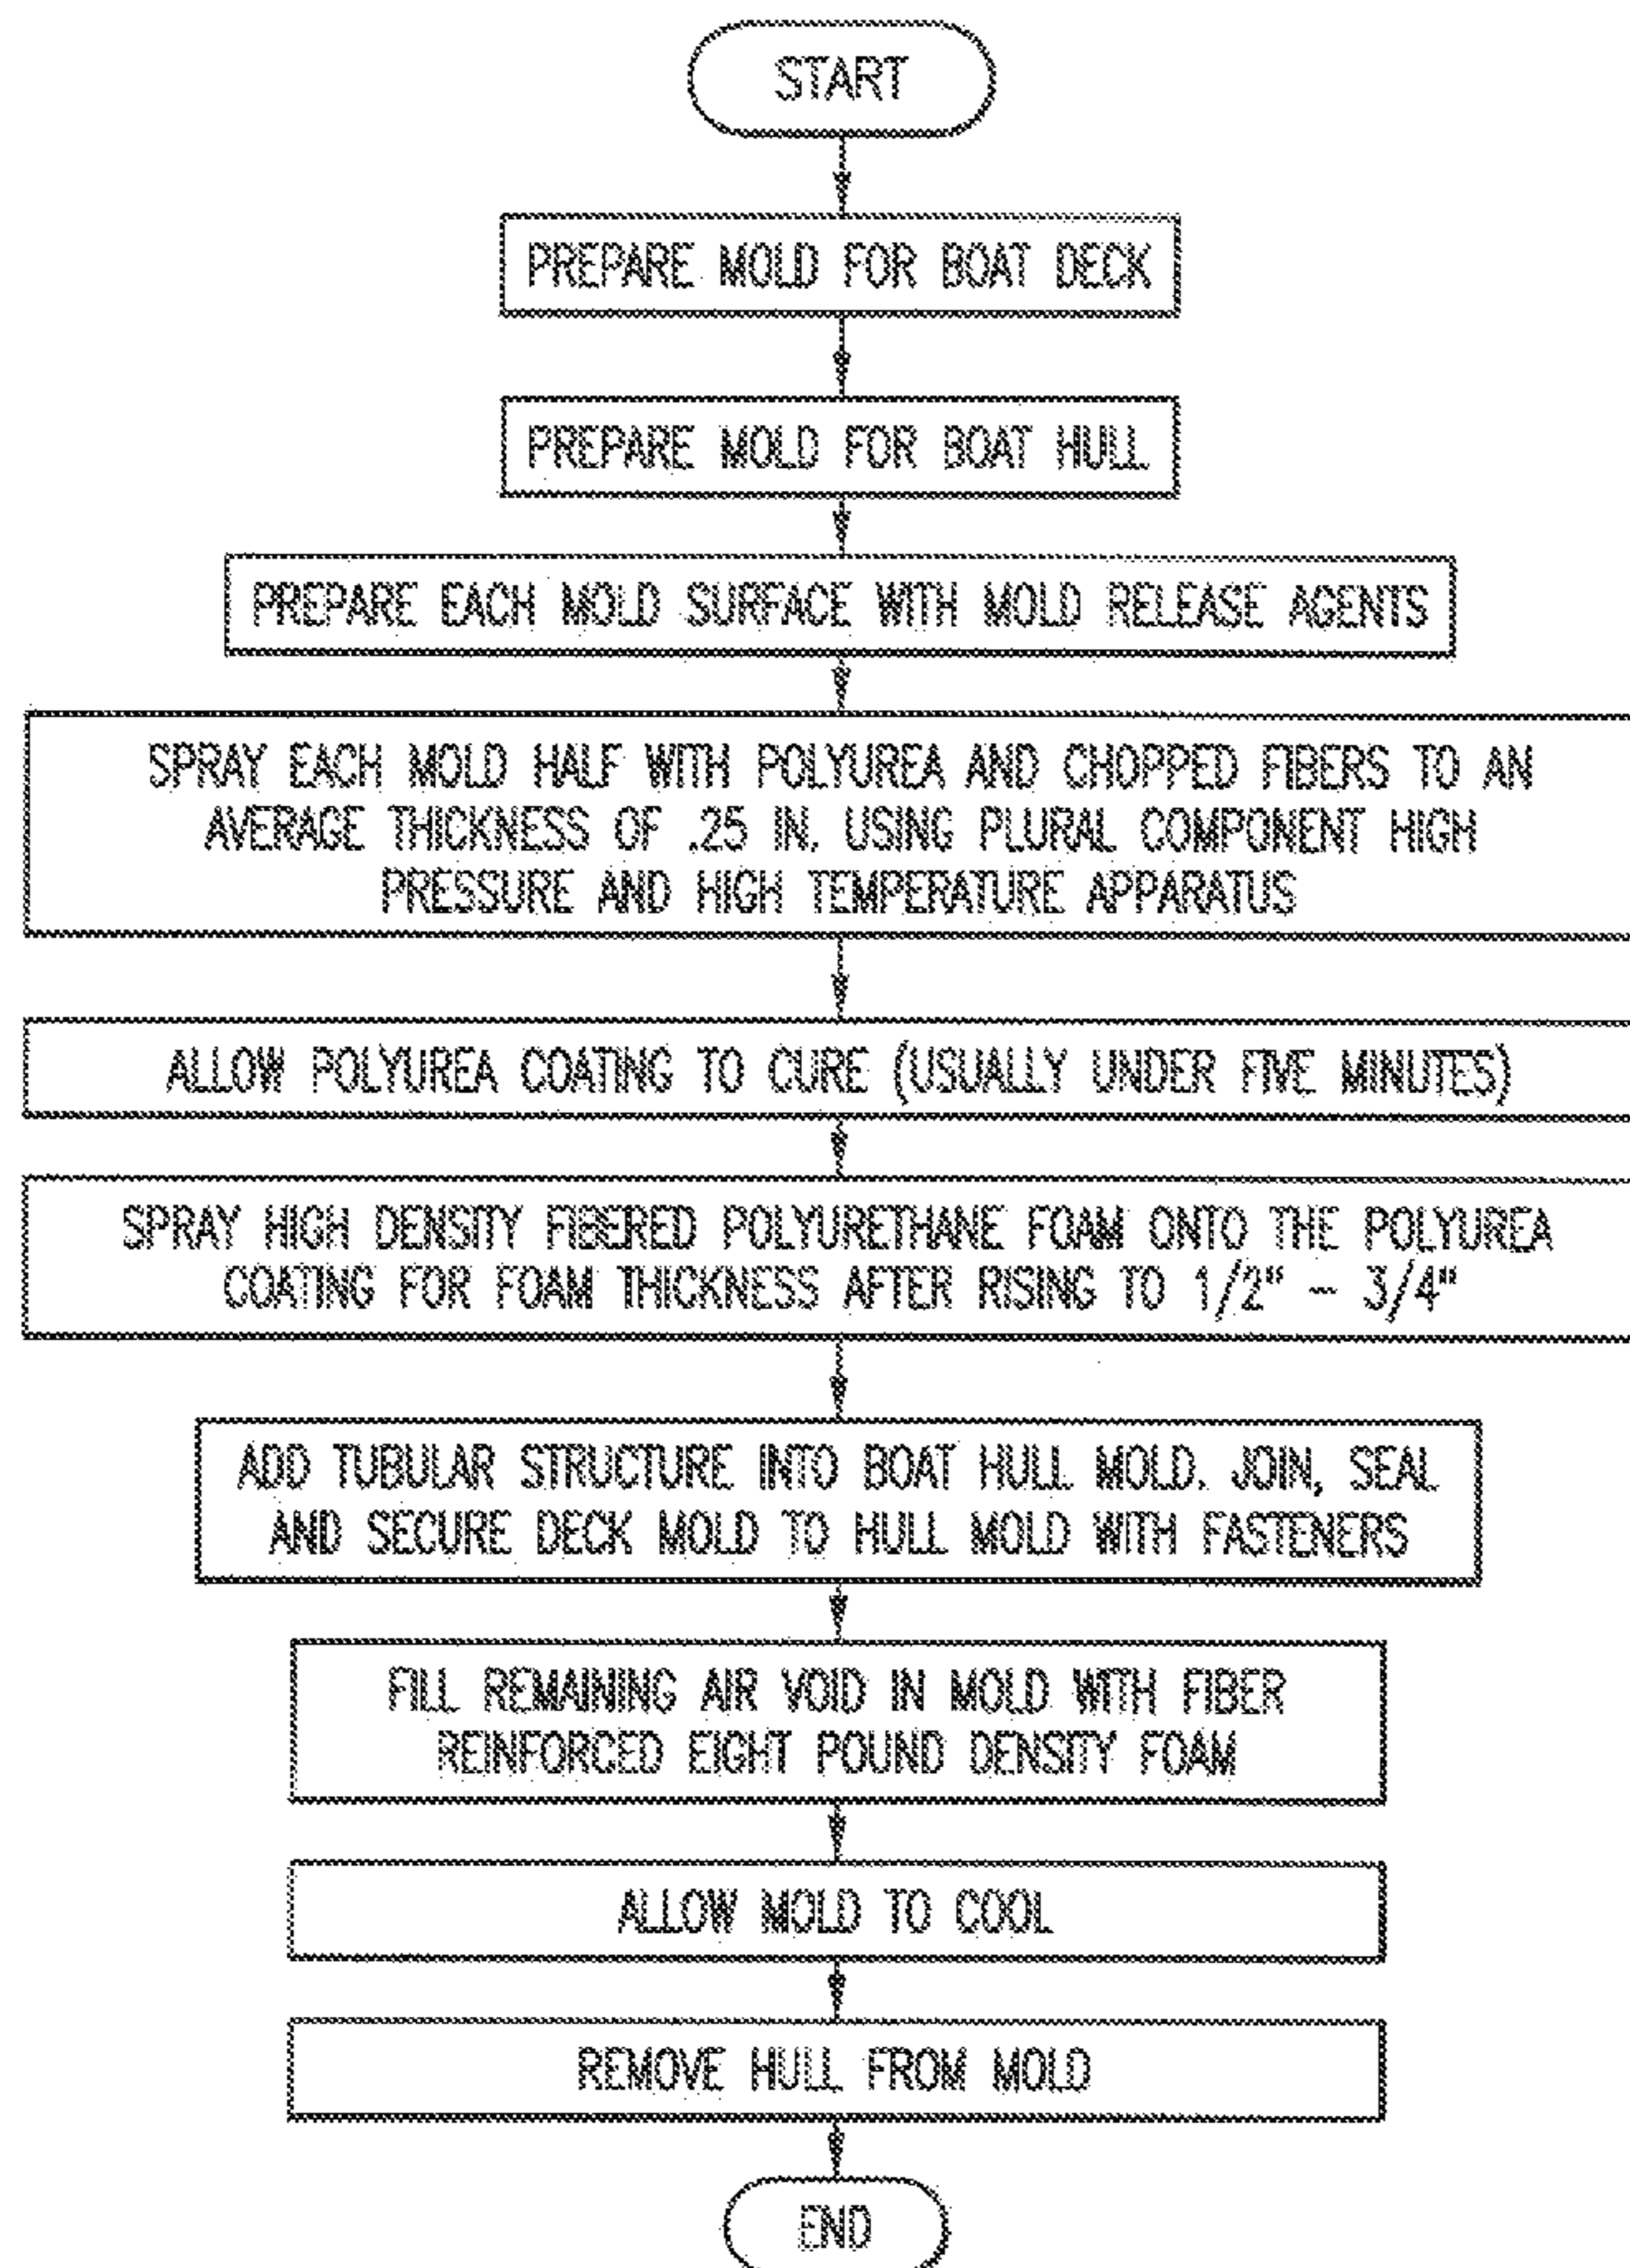 START
PREPARE MOLD FOR BOAT DECK
PREPARE MOLD FOR BOAT HULL
PREPARE EACH MOLD SURFACE WITH MOLD RELEASE AGENTS
SPRAY EACH MOLD HALF WITH POLYUREA AND CHOPPED FIBERS TO AN
AVERAGE THICKNESS OF .25 IN. USING PLURAL COMPONENT HIGH
PRESSURE AND HIGH TEMPERATURE APPARATUS
ALLOW POLYUREA COATING TO CURE (USUALLY UNDER FIVE MINUTES)
SPRAY HIGH DENSITY FIBERED POLYURETHANE FOAM ONTO THE POLYUREA
COATING FOR FOAM THICKNESS AFTER RISING TO 1/2" - 3/4"
ADD TUBULAR STRUCTURE INTO BOAT HULL MOLD. JOIN, SEAL
AND SECURE DECK MOLD TO HULL MOLD WITH FASTENERS
FILL REMAINING AIR VOID IN MOLD WITH FIBER
REINFORCED EIGHT POUND DENSITY FOAM
ALLOW MOLD TO COOL
REMOVE HULL FROM MOLD
END